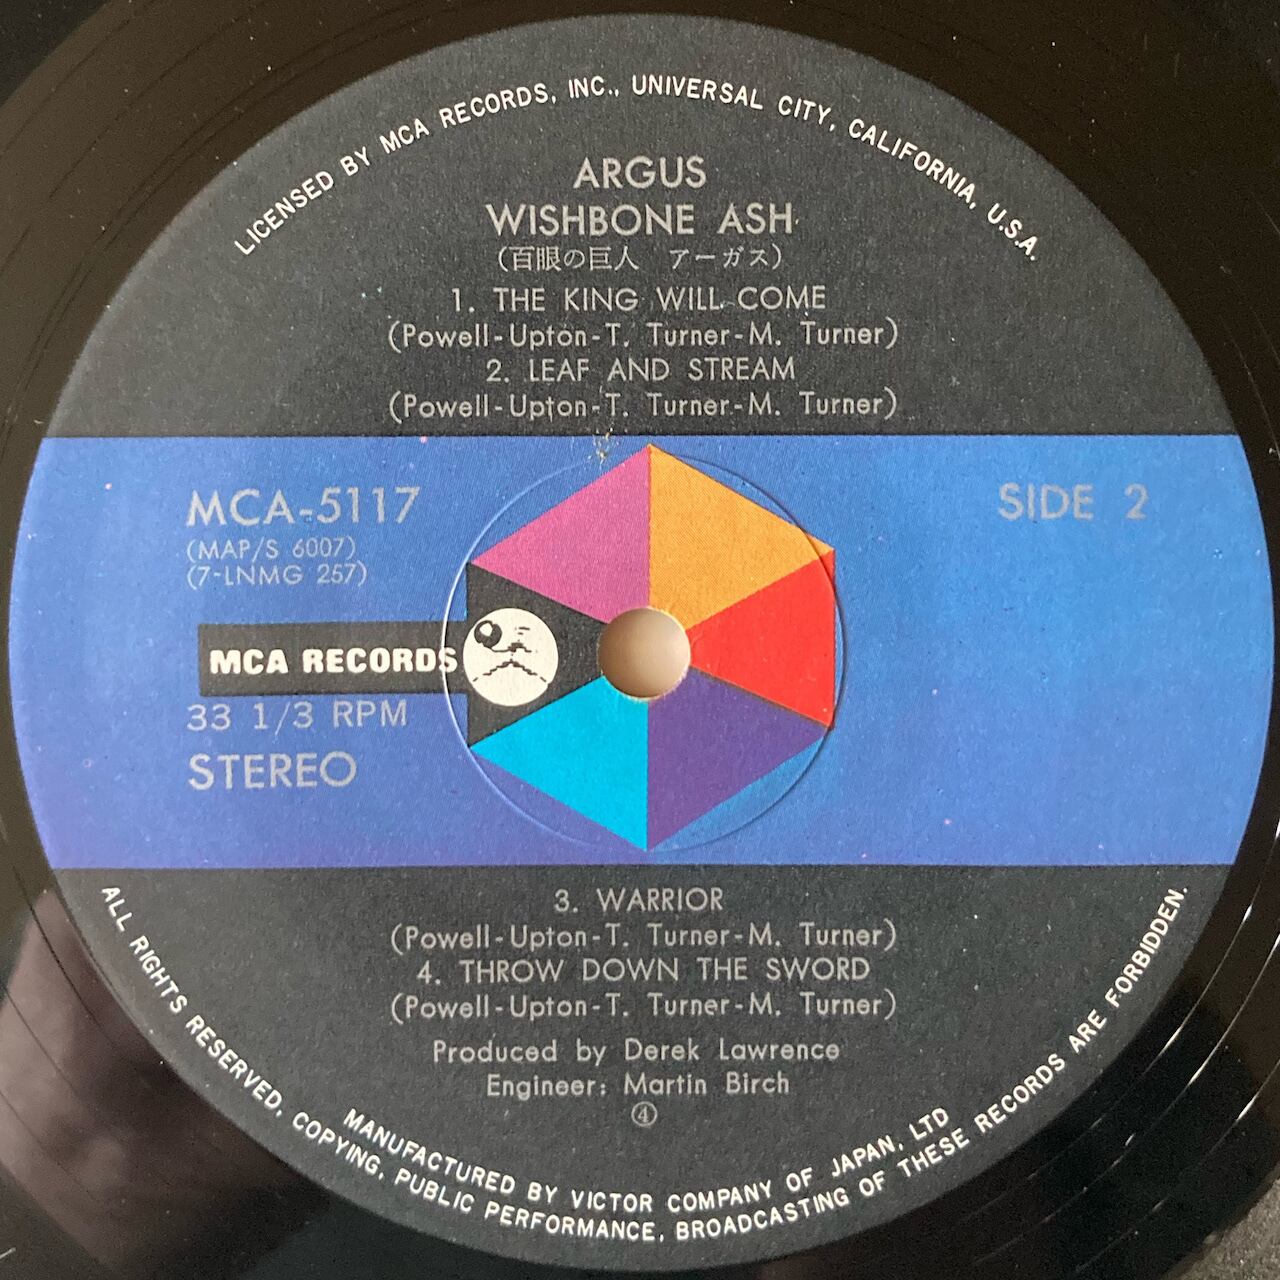 LICENSED BY MCA RECORDS, INC., UNIVERSAL CITY, CALIFORNIA, U.S.A.
ARGUS
WISHBONE ASH
(百眼の巨人　アーガス)
1. THE KING WILL COME
(Powell-Upton-T. Turner-M. Turner)
2. LEAF AND STREAM
(Powell-Upton-T. Turner-M. Turner)
MCA-5117
SIDE 2
(MAP/S 6007)
(7-LNMG 257)
MCA RECORDS
33 1/3 RPM
STEREO
3. WARRIOR
(Powell-Upton-T. Turner-M. Turner)
4. THROW DOWN THE SWORD
(Powell-Upton-T. Turner-M. Turner)
Produced by Derek Lawrence
Engineer: Martin Birch
④
MANUFACTURED BY VICTOR COMPANY OF JAPAN, LTD
ALL RIGHTS RESERVED. COPYING, PUBLIC PERFORMANCE, BROADCASTING OF THESE RECORDS ARE FORBIDDEN.